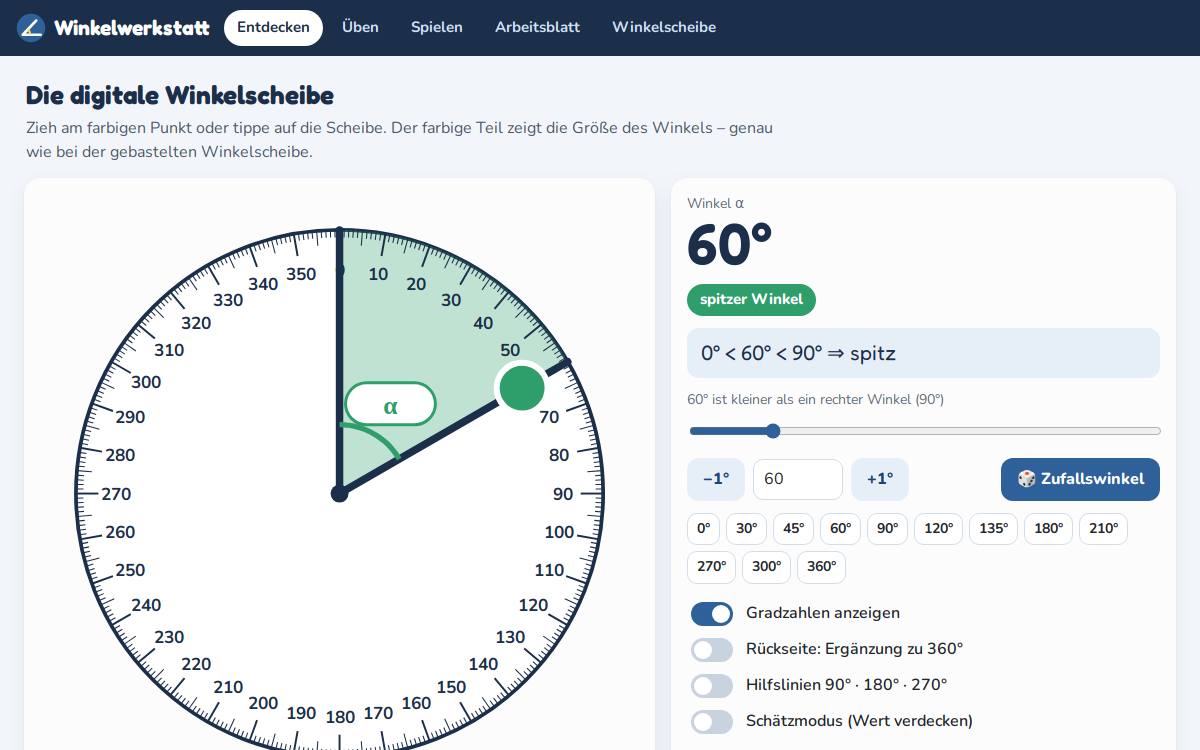 Winkelwerkstatt Entdecken Üben Spielen Arbeitsblatt Winkelscheibe
Die digitale Winkelscheibe
Zieh am farbigen Punkt oder tippe auf die Scheibe. Der farbige Teil zeigt die Größe des Winkels – genau
wie bei der gebastelten Winkelscheibe.
350 10
340 20
330 30
320 40
310 50
300
290 70
280 80
270 90
260 100
250 110
240 120
230 130
220 140
210 150
200 160
190 180 170
α
Winkel α
60°
spitzer Winkel
0° < 60° < 90° ⇒ spitz
60° ist kleiner als ein rechter Winkel (90°)
−1° 60 +1° 🎲 Zufallswinkel
0° 30° 45° 60° 90° 120° 135° 180° 210°
270° 300° 360°
Gradzahlen anzeigen
Rückseite: Ergänzung zu 360°
Hilfslinien 90° · 180° · 270°
Schätzmodus (Wert verdecken)